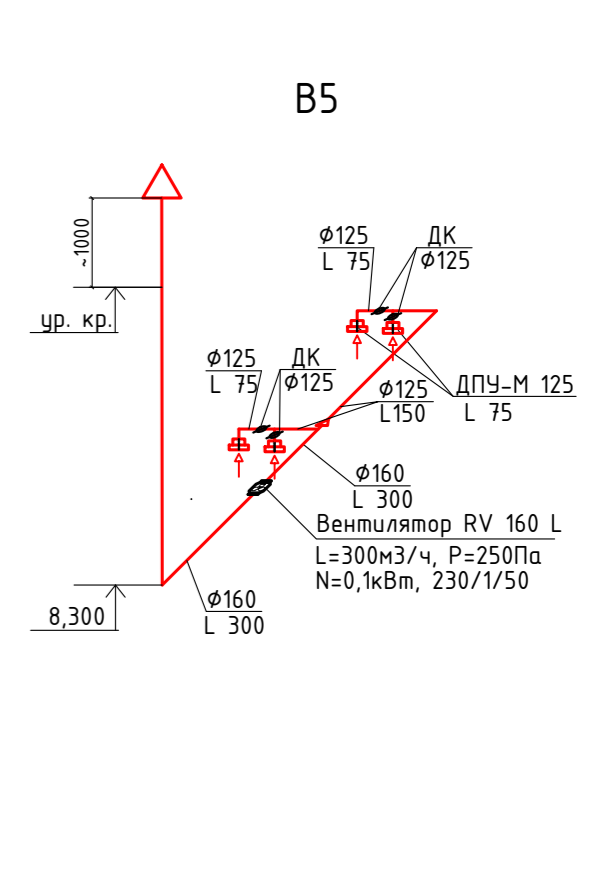 В5
~1000
ур. кр.
Ø125
L 75
ДК
Ø125
Ø125
L 75
ДК
Ø125
Ø125
L150
ДПУ-М 125
L 75
Ø160
L 300
Вентилятор RV 160 L
L=300м3/ч, P=250Па
N=0,1кВт, 230/1/50
8,300
Ø160
L 300